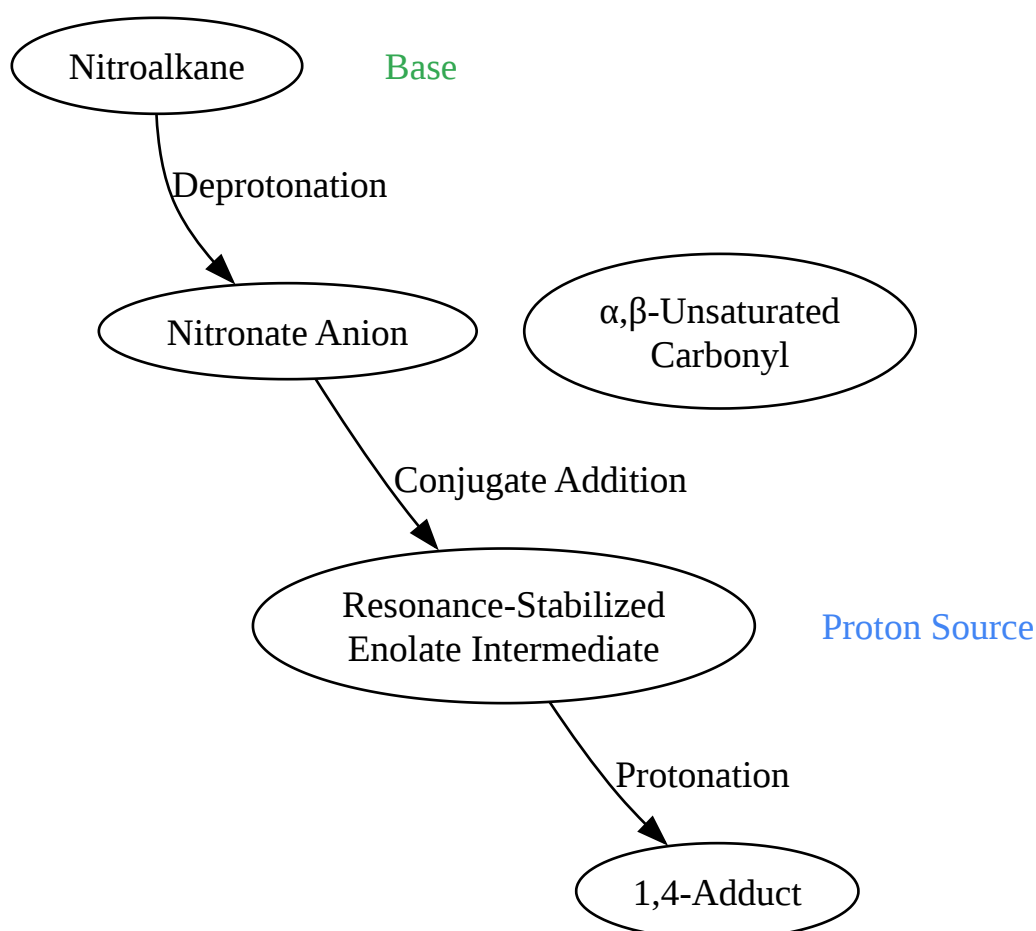 Nitroalkane
Base
Deprotonation
Nitronate Anion
α,β-Unsaturated
Carbonyl
Conjugate Addition
Resonance-Stabilized
Enolate Intermediate
Proton Source
Protonation
1,4-Adduct